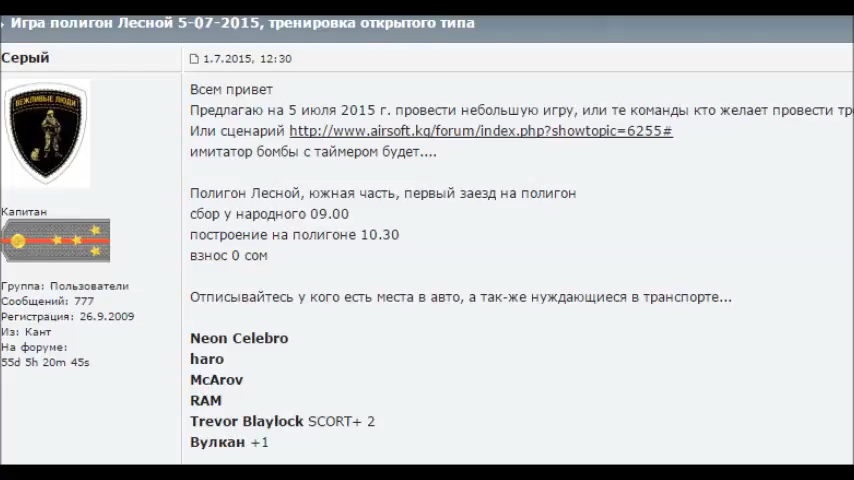 Игра полигон Лесной 5-07-2015, тренировка открытого типа
Серый
1.7.2015, 12:30
ВЕЖЛИВЫЕ ЛЮДИ
Капитан
Группа: Пользователи
Сообщений: 777
Регистрация: 26.9.2009
Из: Кант
На форуме:
55d 5h 20m 45s
Всем привет
Предлагаю на 5 июля 2015 г. провести небольшую игру, или те команды кто желает провести
Или сценарий http://www.airsoft.kg/forum/index.php?showtopic=6255#
имитатор бомбы с таймером будет....
Полигон Лесной, южная часть, первый заезд на полигон
сбор у народного 09.00
построение на полигоне 10.30
взнос 0 сом
Отписывайтесь у кого есть места в авто, а так-же нуждающиеся в транспорте...
Neon Celebro
haro
McArov
RAM
Trevor Blaylock SCORT+ 2
Вулкан +1